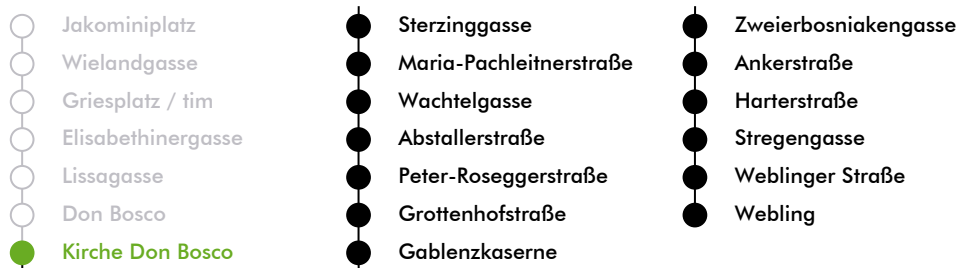 Jakominiplatz
Wielandgasse
Griesplatz / tim
Elisabethinergasse
Lissagasse
Don Bosco
Kirche Don Bosco
Sterzinggasse
Maria-Pachleitnerstraße
Wachtelgasse
Abstallerstraße
Peter-Roseggerstraße
Grottenhofstraße
Gablenzkaserne
Zweierbosniakengasse
Ankerstraße
Harterstraße
Stregengasse
Weblinger Straße
Webling